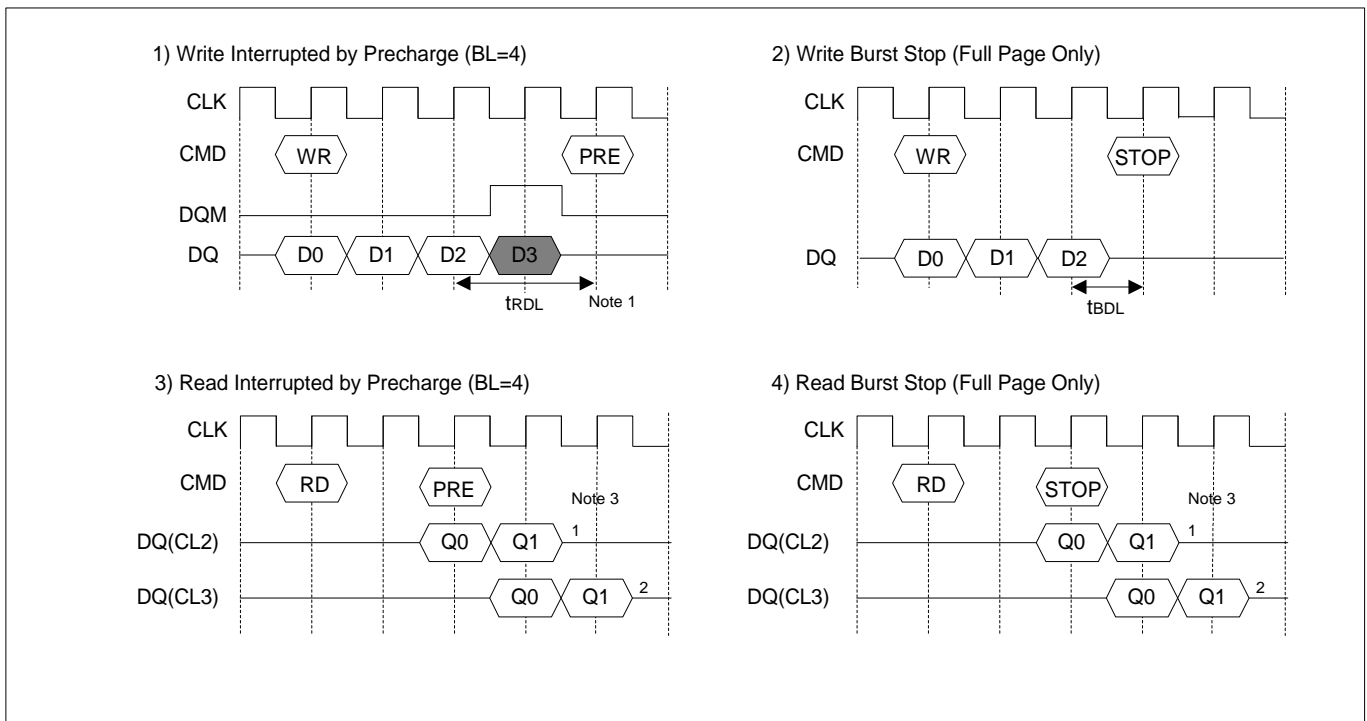 1) Write Interrupted by Precharge (BL=4)
CLK
CMD
WR
PRE
DQM
DQ
D0
D1
D2
D3
tRDL
Note 1
2) Write Burst Stop (Full Page Only)
CLK
CMD
WR
STOP
DQ
D0
D1
D2
tBDL
3) Read Interrupted by Precharge (BL=4)
CLK
CMD
RD
PRE
Note 3
DQ(CL2)
Q0
Q1
1
DQ(CL3)
Q0
Q1
2
4) Read Burst Stop (Full Page Only)
CLK
CMD
RD
STOP
Note 3
DQ(CL2)
Q0
Q1
1
DQ(CL3)
Q0
Q1
2